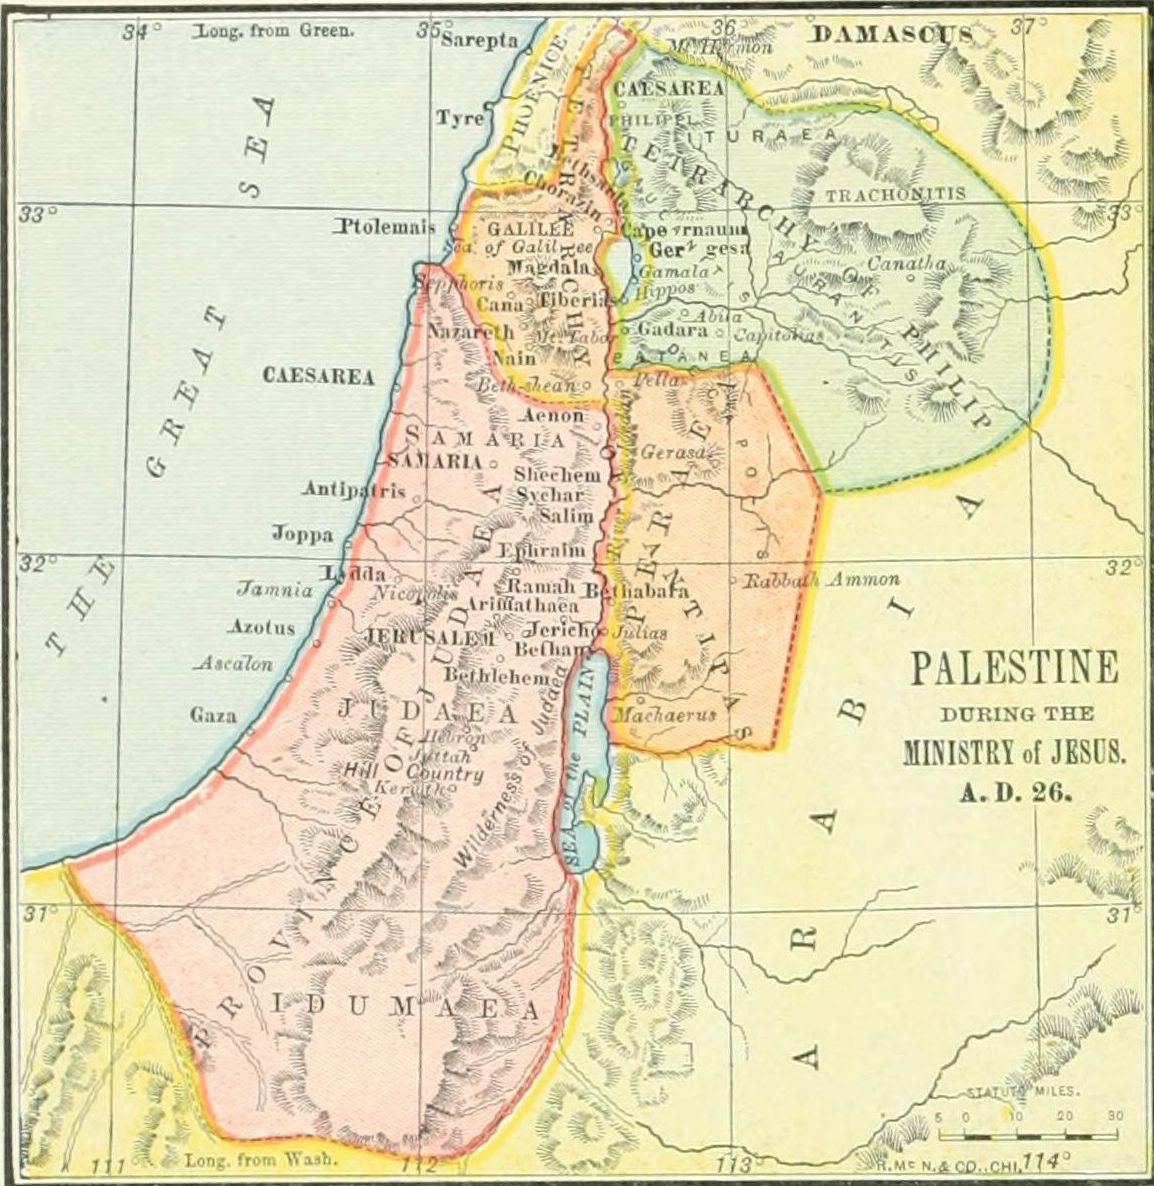 34°
Long. from Green.
35°
36°
37°
Sarepta
Mt. Hermon
DAMASCUS
PHOENICE
CAESAREA
PHILIPPI
Tyre
ITURAEA
TETRARCHY OF PHILIP
TETRARCHY
Bethsaida
Chorazin
TRACHONITIS
33°
33°
Ptolemais
GALILEE
Capernaum
Sea of Galilee
Gergesa
Magdala
Gamala
Canatha
AURANITIS
Sepphoris
Hippos
Cana
Tiberias
Abila
Nazareth
Mt. Tabor
Gadara
Capitolias
Nain
BATANEA
CAESAREA
Beth-shean
Pella
DECAPOLIS
Aenon
SAMARIA
SAMARIA
Gerasa
Shechem
Antipatris
Sychar
Salim
Joppa
PERAEA
River Jordan
Ephraim
32°
32°
Lydda
Jamnia
Nicopolis
Ramah
Bethabara
Rabbath Ammon
Arimathaea
ANTIPAS
Azotus
JERUSALEM
Jericho
Julias
Bethany
Ascalon
Bethlehem
Gaza
JUDAEA
Machaerus
Hebron
Juttah
Hill Country
Kerioth
Wilderness of Judaea
SEA of the PLAIN
PROVINCE OF JUDAEA
IDUMAEA
THE GREAT SEA
ARABIA
PALESTINE
DURING THE
MINISTRY of JESUS.
A. D. 26.
31°
31°
STATUTE MILES.
5 0 10 20 30
111°
Long. from Wash.
112°
113°
R. McN. & CO., CHI.
114°